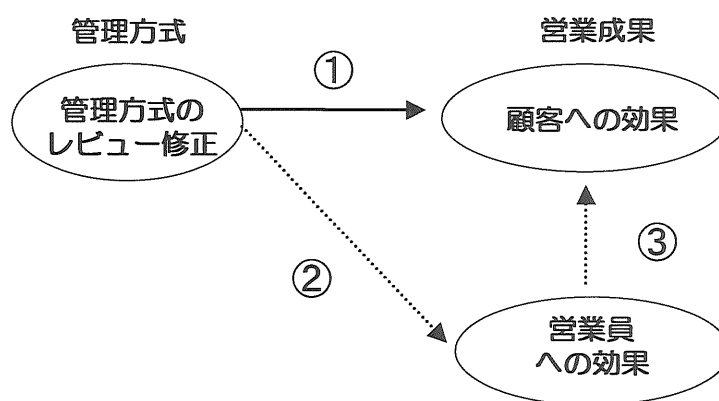 管理方式
営業成果
①
管理方式の
レビュー修正
顧客への効果
②
③
営業員
への効果